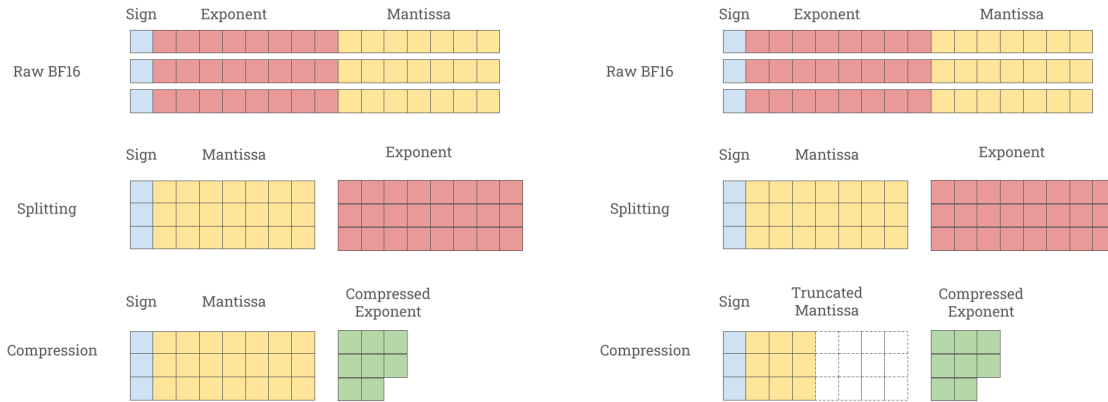 Sign Exponent Mantissa
Raw BF16
Sign Mantissa Exponent
Splitting
Sign Mantissa Compressed
Exponent
Compression
Sign Exponent Mantissa
Raw BF16
Sign Mantissa Exponent
Splitting
Sign Truncated Compressed
Mantissa Exponent
Compression